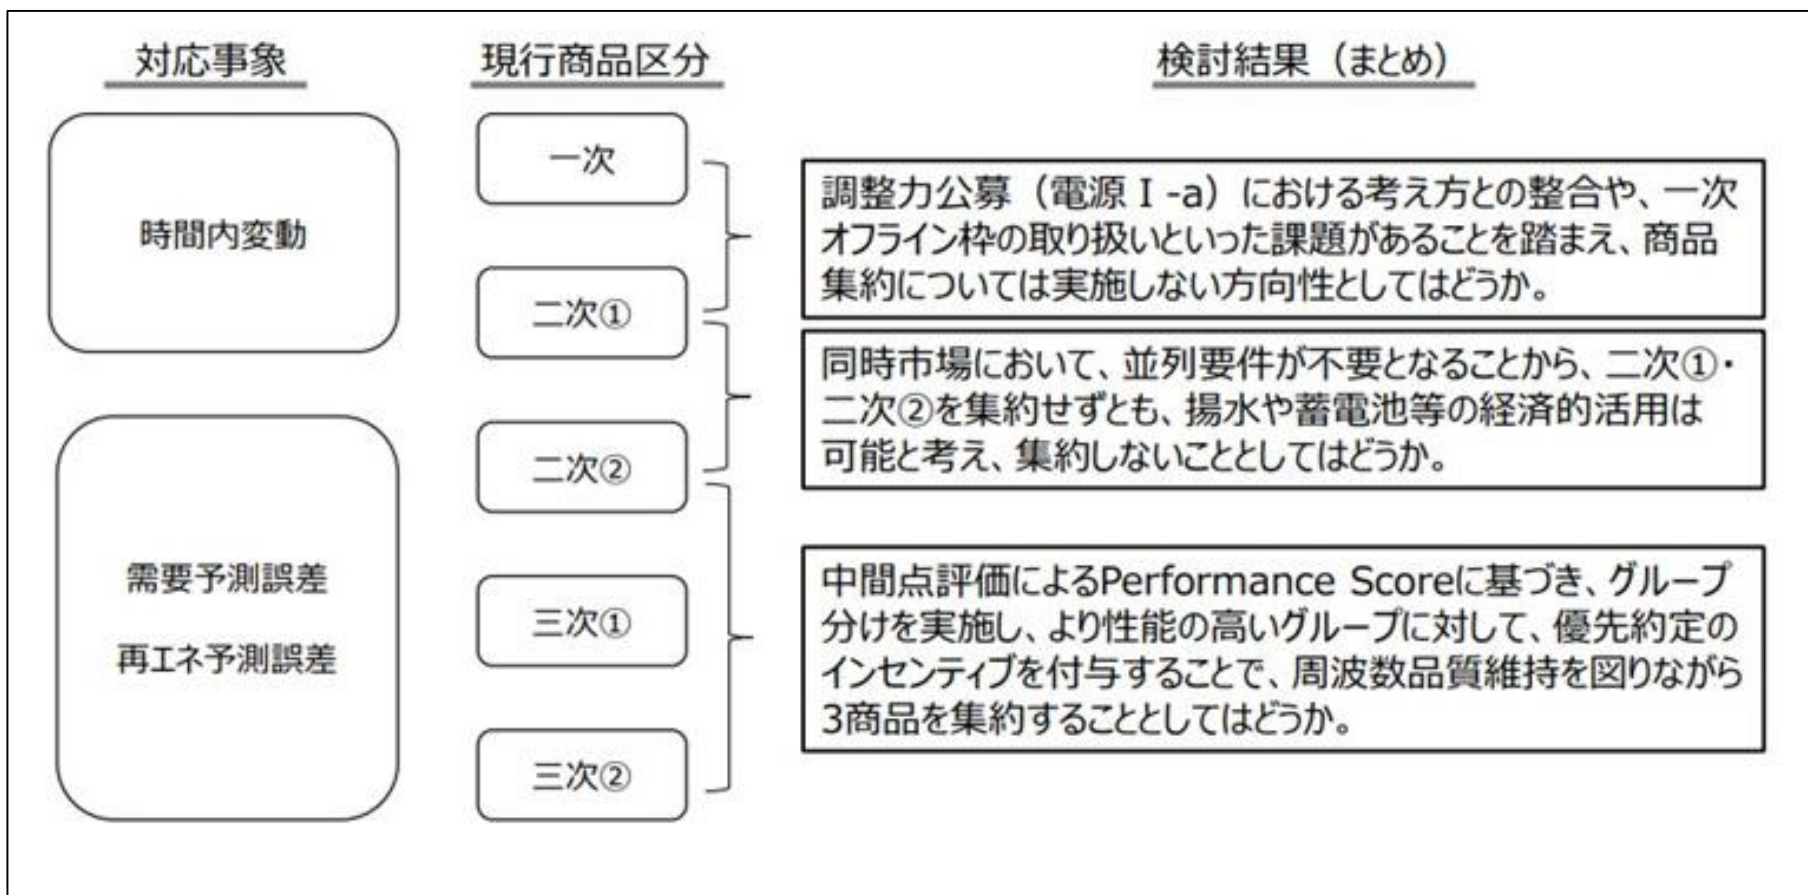 対応事象
現行商品区分
検討結果（まとめ）
時間内変動
需要予測誤差
再エネ予測誤差
一次
二次①
二次②
三次①
三次②
調整力公募（電源Ⅰ-a）における考え方との整合や、一次
オフライン枠の取り扱いといった課題があることを踏まえ、商品
集約については実施しない方向性としてはどうか。
同時市場において、並列要件が不要となることから、二次①・
二次②を集約せずとも、揚水や蓄電池等の経済的活用は
可能と考え、集約しないこととしてはどうか。
中間点評価によるPerformance Scoreに基づき、グループ
分けを実施し、より性能の高いグループに対して、優先約定の
インセンティブを付与することで、周波数品質維持を図りながら
3商品を集約することとしてはどうか。